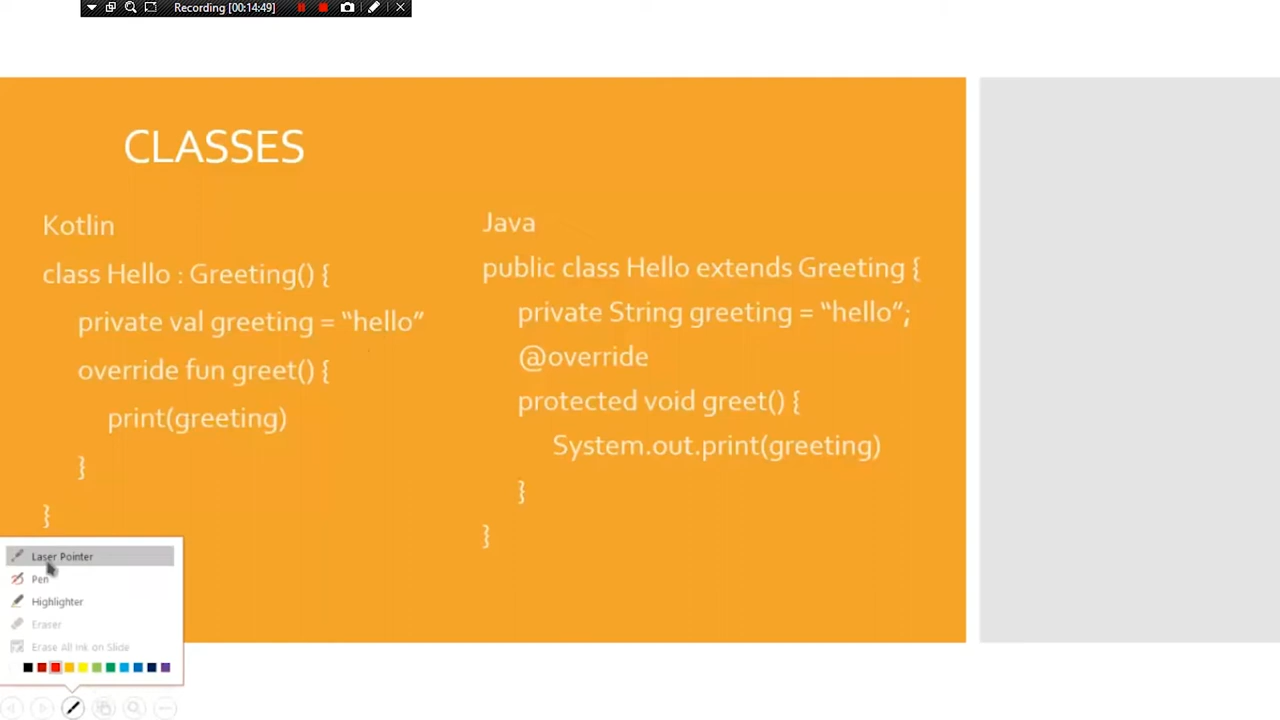 Recording [00:14:49]
CLASSES
Kotlin
class Hello : Greeting() {
private val greeting = “hello”
override fun greet() {
print(greeting)
}
}
Java
public class Hello extends Greeting {
private String greeting = “hello”;
@override
protected void greet() {
System.out.print(greeting)
}
}
Laser Pointer
Pen
Highlighter
Eraser
Erase All Ink on Slide